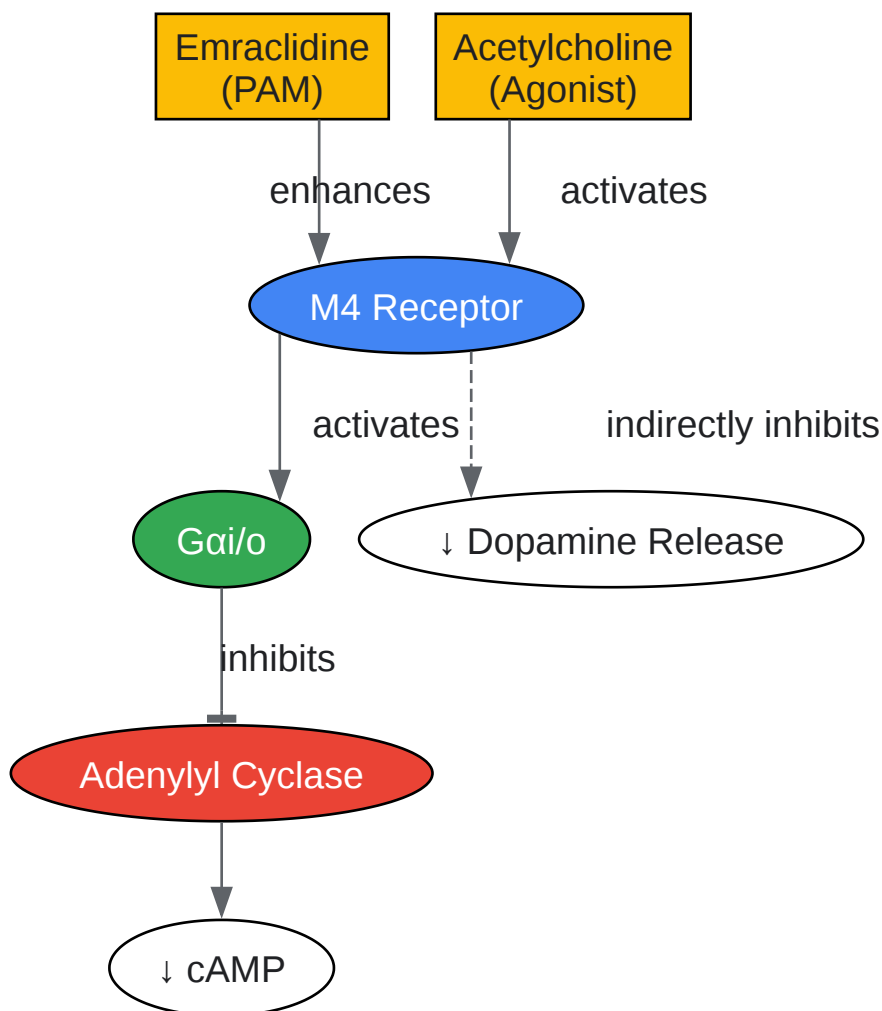 Emraclidine
(PAM)
Acetylcholine
(Agonist)
enhances
activates
M4 Receptor
activates
indirectly inhibits
Gαi/o
↓ Dopamine Release
inhibits
Adenylyl Cyclase
↓ cAMP